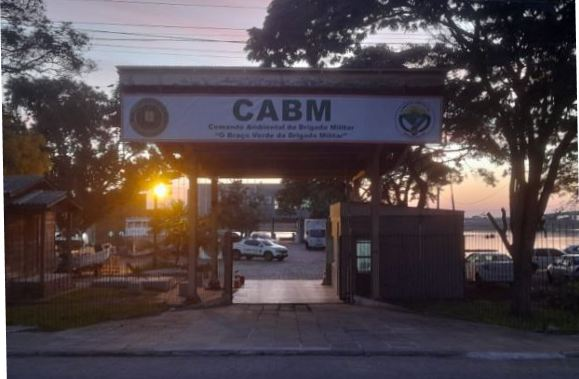 CABM
Comando Ambiental da Brigada Militar
"O Braço Verde da Brigada Militar"